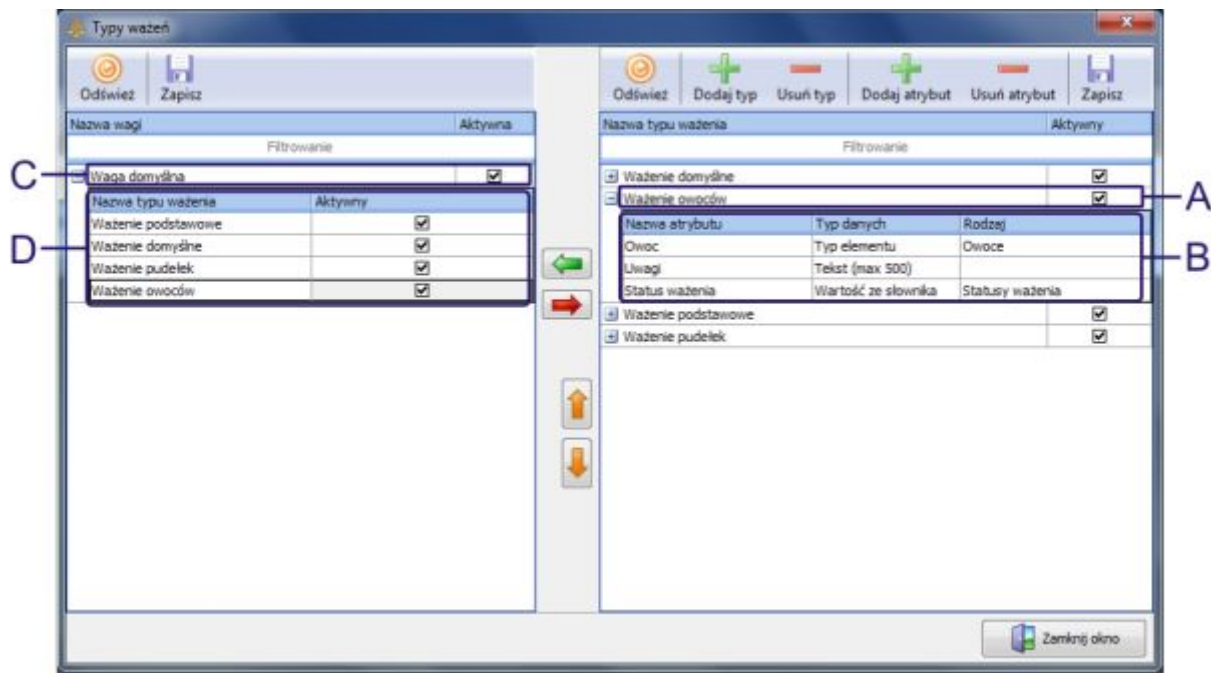 Typy ważeń
Odśwież Zapisz
Nazwa wagi Aktywna
Filtrowanie
Waga domyślna
Nazwa typu ważenia Aktywny
Ważenie podstawowe
Ważenie domyślne
Ważenie pudełek
Ważenie owoców
C
D
Odśwież Dodaj typ Usuń typ Dodaj atrybut Usuń atrybut Zapisz
Nazwa typu ważenia Aktywny
Filtrowanie
Ważenie domyślne
Ważenie owoców
Nazwa atrybutu Typ danych Rodzaj
Owoc Typ elementu Owoce
Uwagi Tekst (max 500)
Status ważenia Wartość ze słownika Statusy ważenia
Ważenie podstawowe
Ważenie pudełek
A
B
Zamknij okno